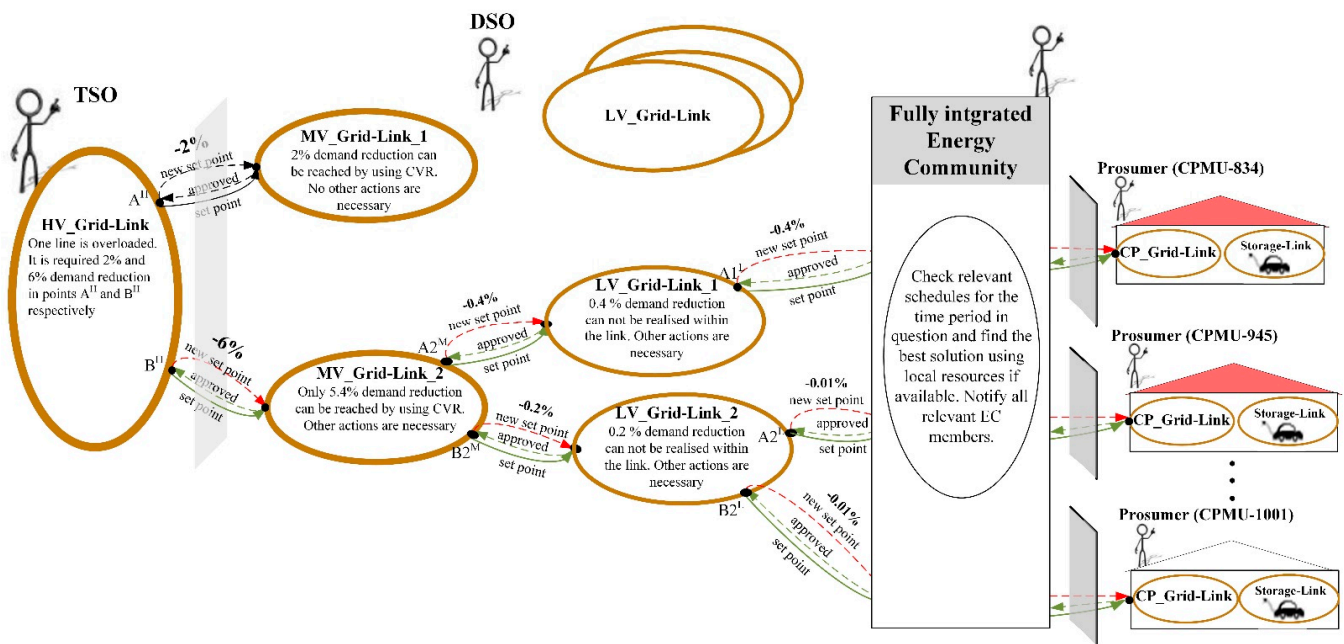 TSO
DSO
HV_Grid-Link
One line is overloaded.
It is required 2% and
6% demand reduction
in points A^II and B^II
respectively
A^II
B^II
-2%
new set point
approved
set point
-6%
new set point
approved
set point
MV_Grid-Link_1
2% demand reduction can
be reached by using CVR.
No other actions are
necessary
MV_Grid-Link_2
Only 5.4% demand reduction
can be reached by using CVR.
Other actions are necessary.
A2^M
B2^M
-0.4%
new set point
approved
set point
-0.2%
new set point
approved
set point
LV_Grid-Link
LV_Grid-Link_1
0.4 % demand reduction
can not be realised within
the link. Other actions are
necessary
LV_Grid-Link_2
0.2 % demand reduction
can not be realised within
the link. Other actions are
necessary
A1^L
-0.4%
new set point
approved
set point
A2^L
-0.01%
new set point
approved
set point
B2^L
-0.01%
new set point
approved
set point
Fully intgrated
Energy
Community
Check relevant
schedules for the
time period in
question and find the
best solution using
local resources if
available. Notify all
relevant EC
members.
Prosumer (CPMU-834)
CP_Grid-Link
Storage-Link
Prosumer (CPMU-945)
CP_Grid-Link
Storage-Link
Prosumer (CPMU-1001)
CP_Grid-Link
Storage-Link